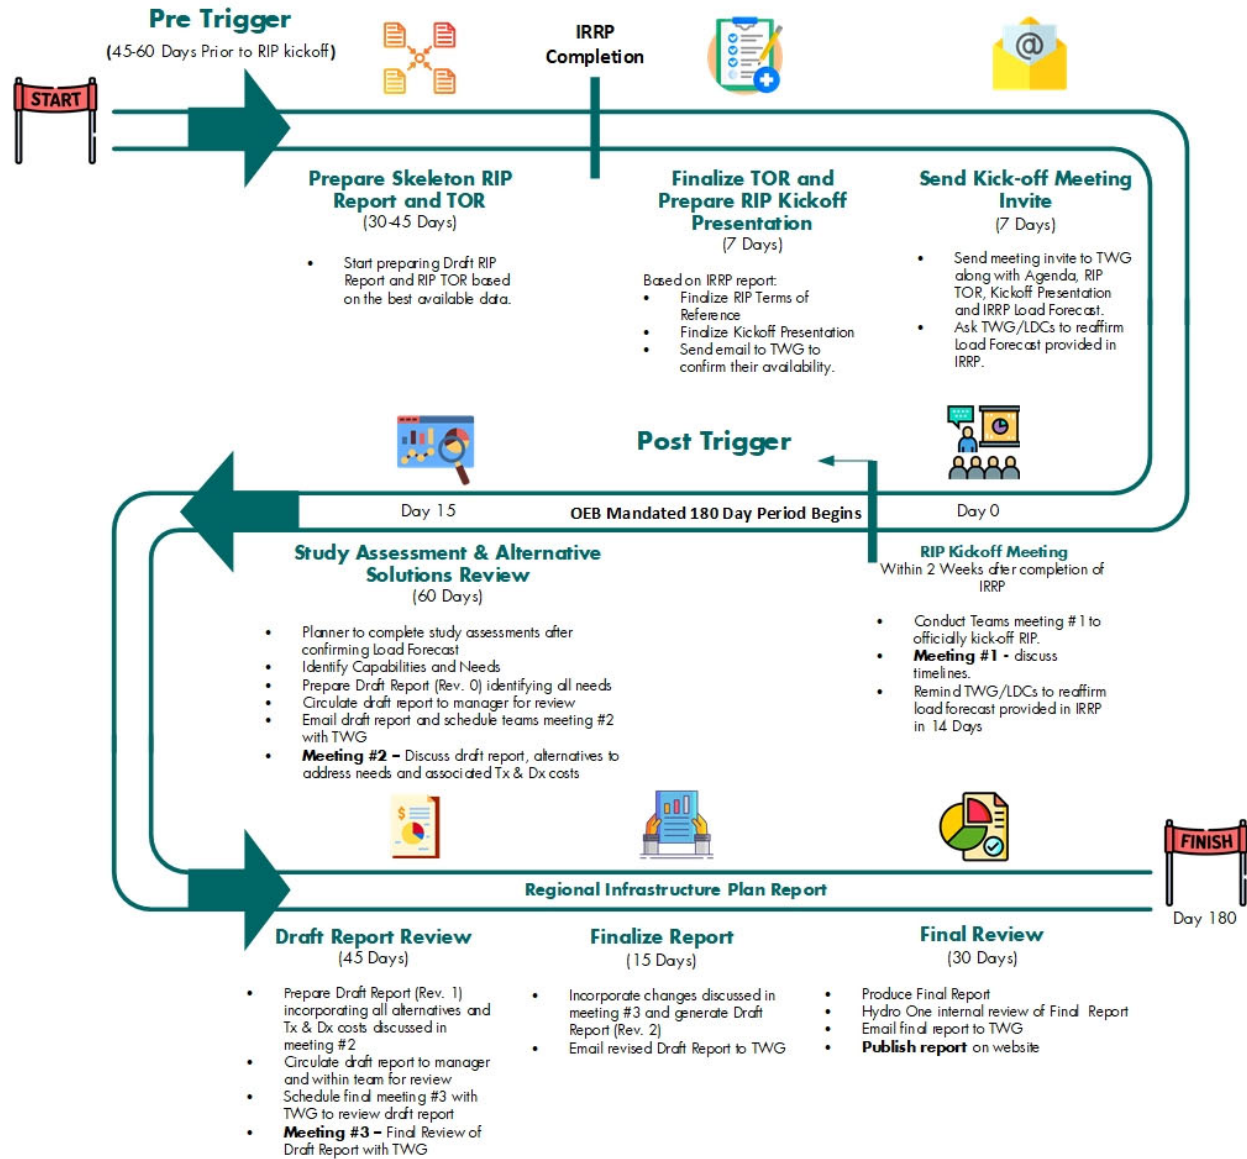 Pre Trigger
(45-60 Days Prior to RIP kickoff)
START
IRRP
Completion
@
Prepare Skeleton RIP
Report and TOR
(30-45 Days)
• Start preparing Draft RIP
Report and RIP TOR based
on the best available data.
Finalize TOR and
Prepare RIP Kickoff
Presentation
(7 Days)
Based on IRRP report:
• Finalize RIP Terms of
Reference
• Finalize Kickoff Presentation
• Send email to TWG to
confirm their availability.
Send Kick-off Meeting
Invite
(7 Days)
• Send meeting invite to TWG
along with Agenda, RIP
TOR, Kickoff Presentation
and IRRP Load Forecast.
• Ask TWG/LDCs to reaffirm
Load Forecast provided in
IRRP.
Post Trigger
Day 0
OEB Mandated 180 Day Period Begins
Day 15
RIP Kickoff Meeting
Within 2 Weeks after completion of
IRRP
• Conduct Teams meeting #1 to
officially kick-off RIP.
• Meeting #1 - discuss
timelines.
• Remind TWG/LDCs to reaffirm
load forecast provided in IRRP
in 14 Days
Study Assessment & Alternative
Solutions Review
(60 Days)
• Planner to complete study assessments after
confirming Load Forecast
• Identify Capabilities and Needs
• Prepare Draft Report (Rev. 0) identifying all needs
• Circulate draft report to manager for review
• Email draft report and schedule teams meeting #2
with TWG
• Meeting #2 – Discuss draft report, alternatives to
address needs and associated Tx & Dx costs
$
Regional Infrastructure Plan Report
FINISH
Day 180
Draft Report Review
(45 Days)
• Prepare Draft Report (Rev. 1)
incorporating all alternatives and
Tx & Dx costs discussed in
meeting #2
• Circulate draft report to manager
and within team for review
• Schedule final meeting #3 with
TWG to review draft report
• Meeting #3 – Final Review of
Draft Report with TWG
Finalize Report
(15 Days)
• Incorporate changes discussed in
meeting #3 and generate Draft
Report (Rev. 2)
• Email revised Draft Report to TWG
Final Review
(30 Days)
• Produce Final Report
• Hydro One internal review of Final Report
• Email final report to TWG
• Publish report on website